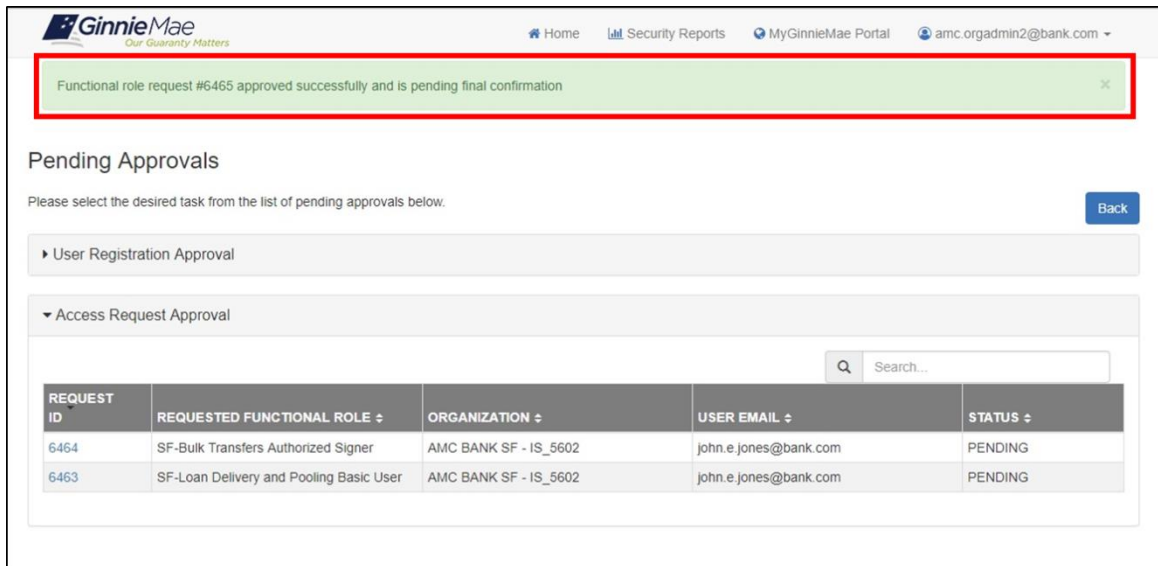 GinnieMae
Our Guaranty Matters
Home Security Reports MyGinnieMae Portal amc.orgadmin2@bank.com
Functional role request #6465 approved successfully and is pending final confirmation ×
Pending Approvals
Please select the desired task from the list of pending approvals below.
Back
User Registration Approval
Access Request Approval
Search...
REQUEST ID REQUESTED FUNCTIONAL ROLE ORGANIZATION USER EMAIL STATUS
6464 SF-Bulk Transfers Authorized Signer AMC BANK SF - IS_5602 john.e.jones@bank.com PENDING
6463 SF-Loan Delivery and Pooling Basic User AMC BANK SF - IS_5602 john.e.jones@bank.com PENDING